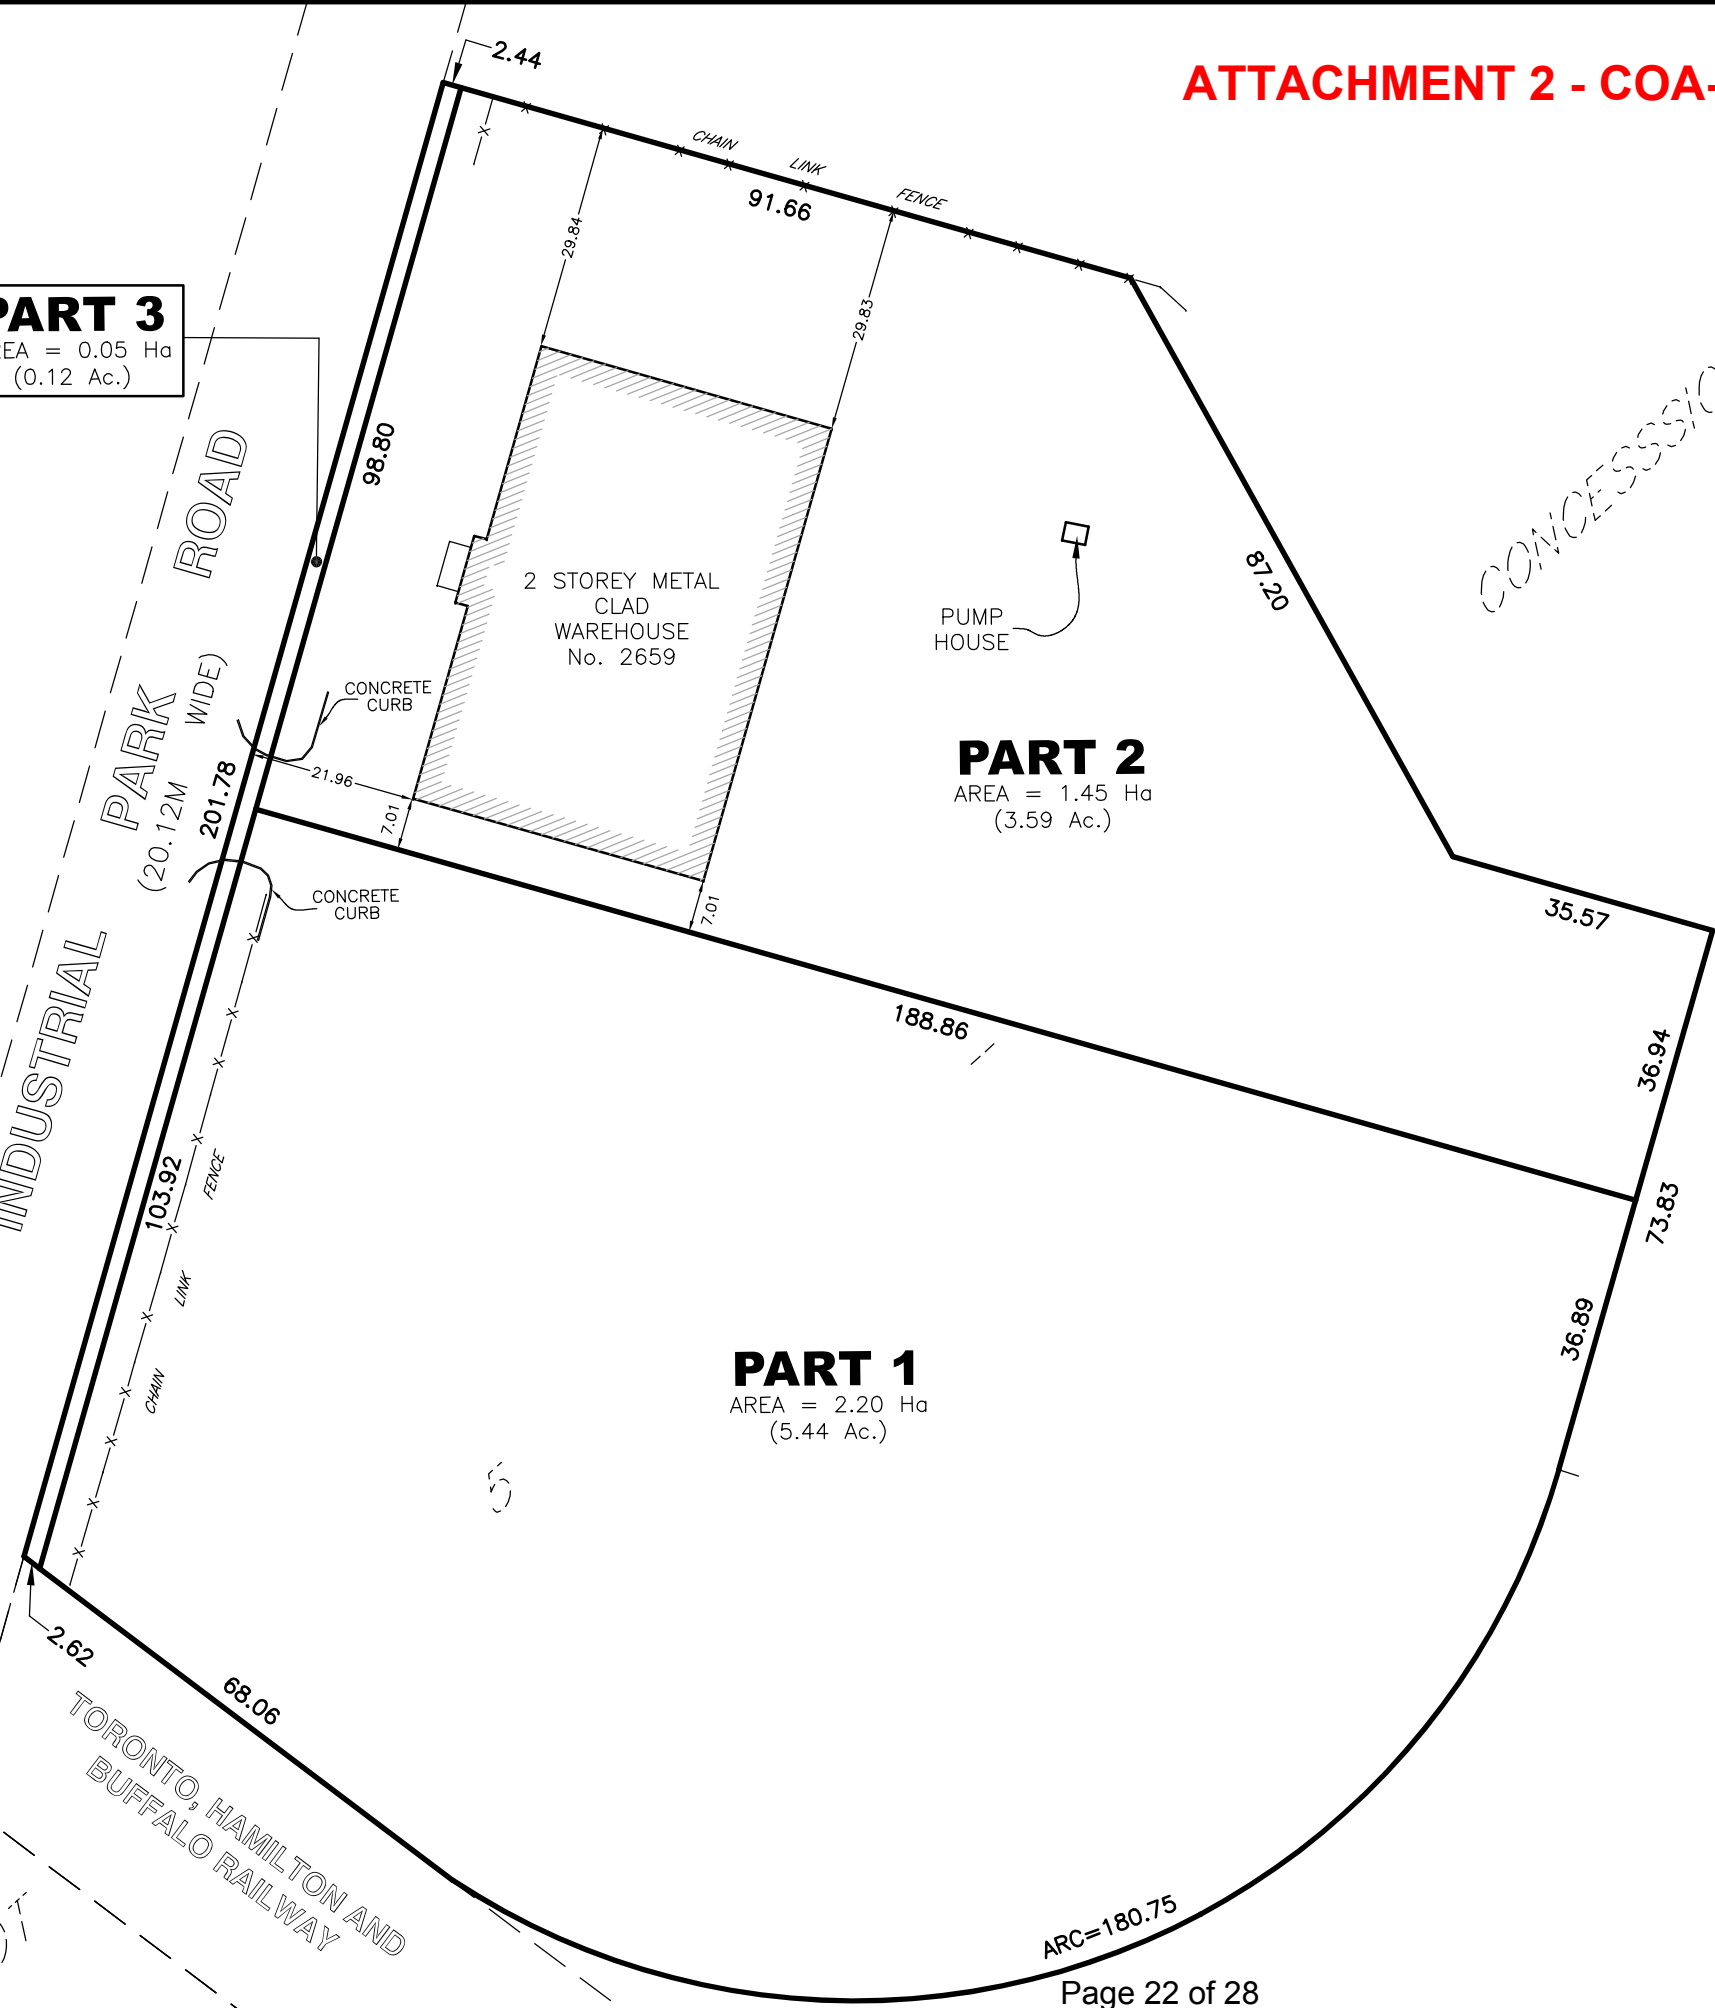 ATTACHMENT 2 - COA-
2.44
CHAIN LINK FENCE
91.66
29.84
29.83
PART 3
EA = 0.05 Ha
(0.12 Ac.)
98.80
ROAD
PARK
INDUSTRIAL
(20.12M WIDE)
201.78
CONCESSSIO
2 STOREY METAL
CLAD
WAREHOUSE
No. 2659
PUMP
HOUSE
87.20
CONCRETE
CURB
21.96
7.01
7.01
PART 2
AREA = 1.45 Ha
(3.59 Ac.)
CONCRETE
CURB
35.57
188.86
36.94
73.83
36.89
103.92
CHAIN LINK FENCE
PART 1
AREA = 2.20 Ha
(5.44 Ac.)
5
2.62
68.06
TORONTO, HAMILTON AND
BUFFALO RAILWAY
ARC=180.75
Page 22 of 28